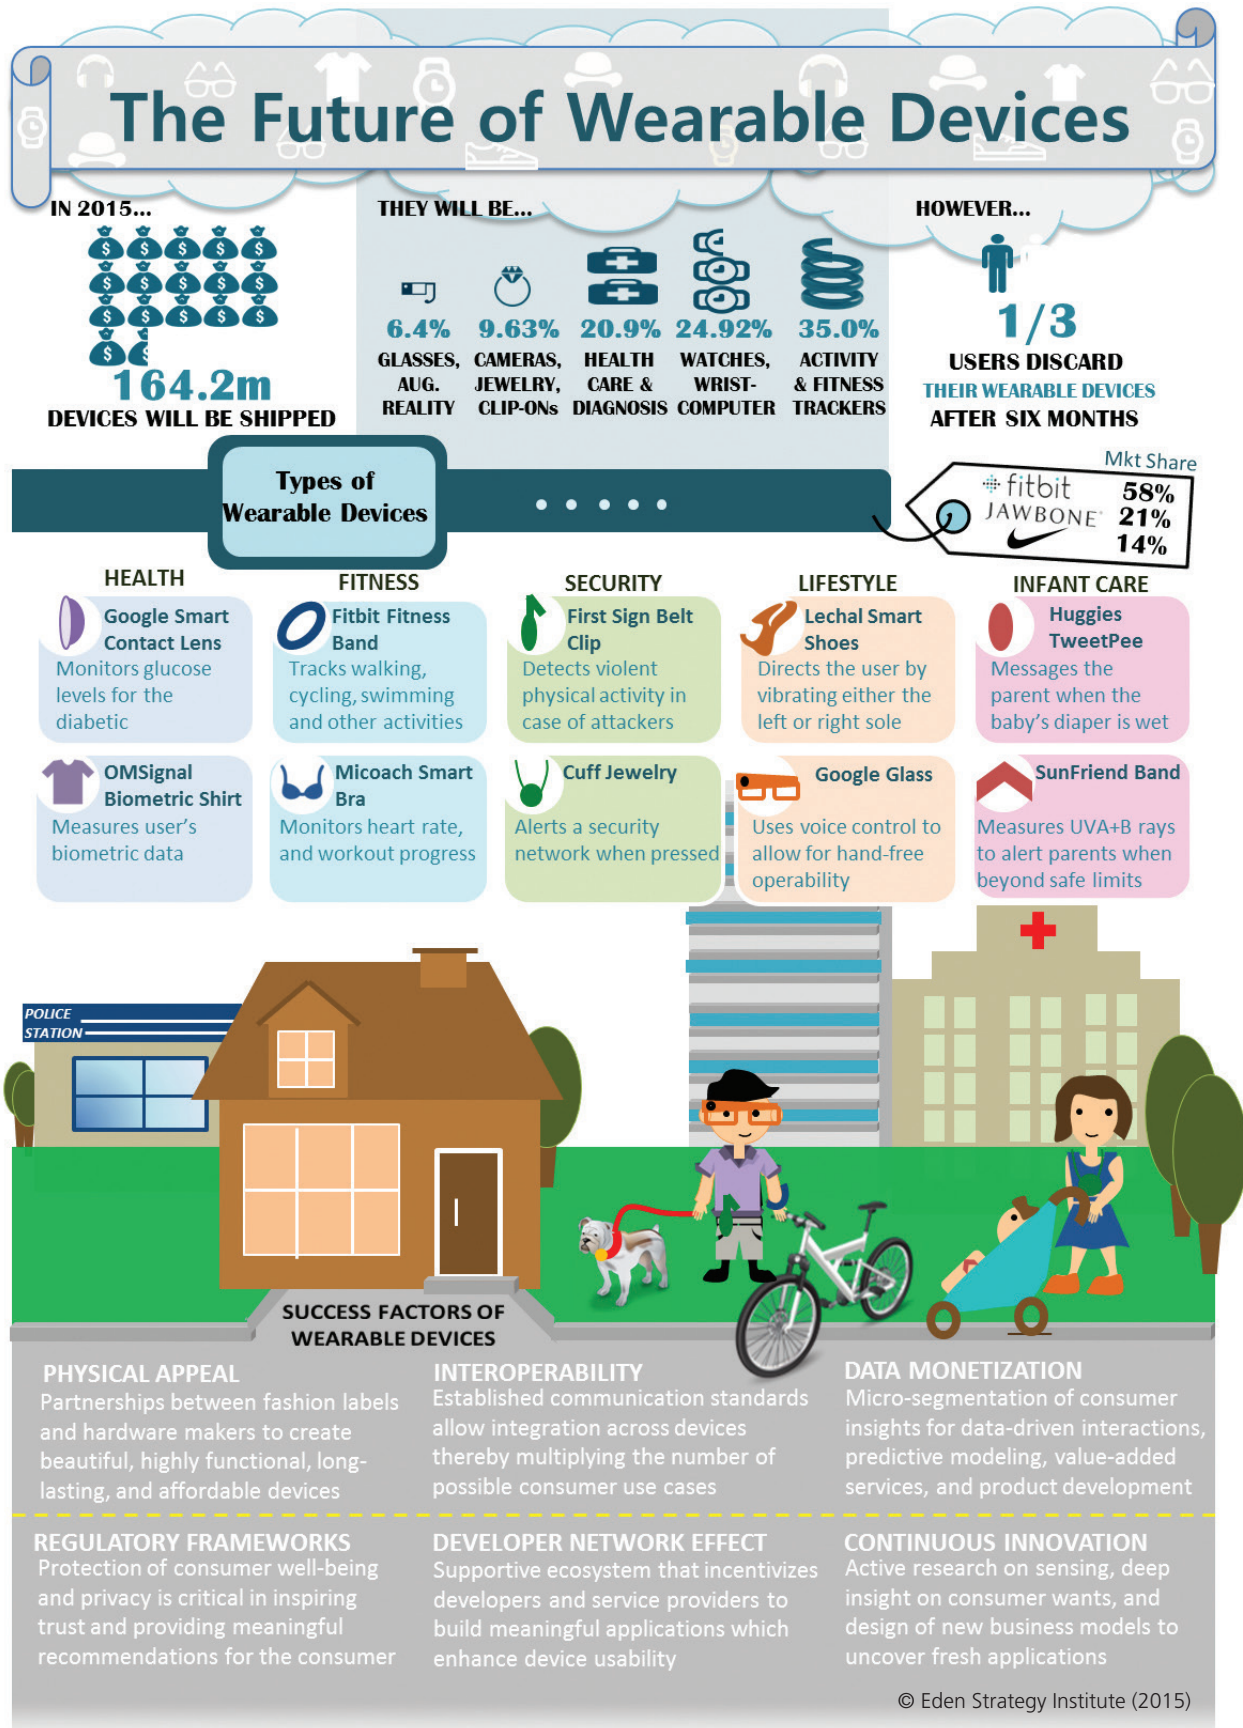 The Future of Wearable Devices
IN 2015...
164.2m
DEVICES WILL BE SHIPPED
THEY WILL BE...
6.4%
GLASSES,
AUG.
REALITY
9.63%
CAMERAS,
JEWELRY,
CLIP-ONs
20.9%
HEALTH
CARE &
DIAGNOSIS
24.92%
WATCHES,
WRIST-
COMPUTER
35.0%
ACTIVITY
& FITNESS
TRACKERS
HOWEVER...
1/3
USERS DISCARD
THEIR WEARABLE DEVICES
AFTER SIX MONTHS
Mkt Share
fitbit 58%
JAWBONE 21%
14%
Types of
Wearable Devices
HEALTH
Google Smart
Contact Lens
Monitors glucose
levels for the
diabetic
OMSignal
Biometric Shirt
Measures user's
biometric data
FITNESS
Fitbit Fitness
Band
Tracks walking,
cycling, swimming
and other activities
Micoach Smart
Bra
Monitors heart rate,
and workout progress
SECURITY
First Sign Belt
Clip
Detects violent
physical activity in
case of attackers
Cuff Jewelry
Alerts a security
network when pressed
LIFESTYLE
Lechal Smart
Shoes
Directs the user by
vibrating either the
left or right sole
Google Glass
Uses voice control to
allow for hand-free
operability
INFANT CARE
Huggies
TweetPee
Messages the
parent when the
baby's diaper is wet
SunFriend Band
Measures UVA+B rays
to alert parents when
beyond safe limits
POLICE
STATION
SUCCESS FACTORS OF
WEARABLE DEVICES
PHYSICAL APPEAL
Partnerships between fashion labels
and hardware makers to create
beautiful, highly functional, long-
lasting, and affordable devices
INTEROPERABILITY
Established communication standards
allow integration across devices
thereby multiplying the number of
possible consumer use cases
DATA MONETIZATION
Micro-segmentation of consumer
insights for data-driven interactions,
predictive modeling, value-added
services, and product development
REGULATORY FRAMEWORKS
Protection of consumer well-being
and privacy is critical in inspiring
trust and providing meaningful
recommendations for the consumer
DEVELOPER NETWORK EFFECT
Supportive ecosystem that incentivizes
developers and service providers to
build meaningful applications which
enhance device usability
CONTINUOUS INNOVATION
Active research on sensing, deep
insight on consumer wants, and
design of new business models to
uncover fresh applications
© Eden Strategy Institute (2015)